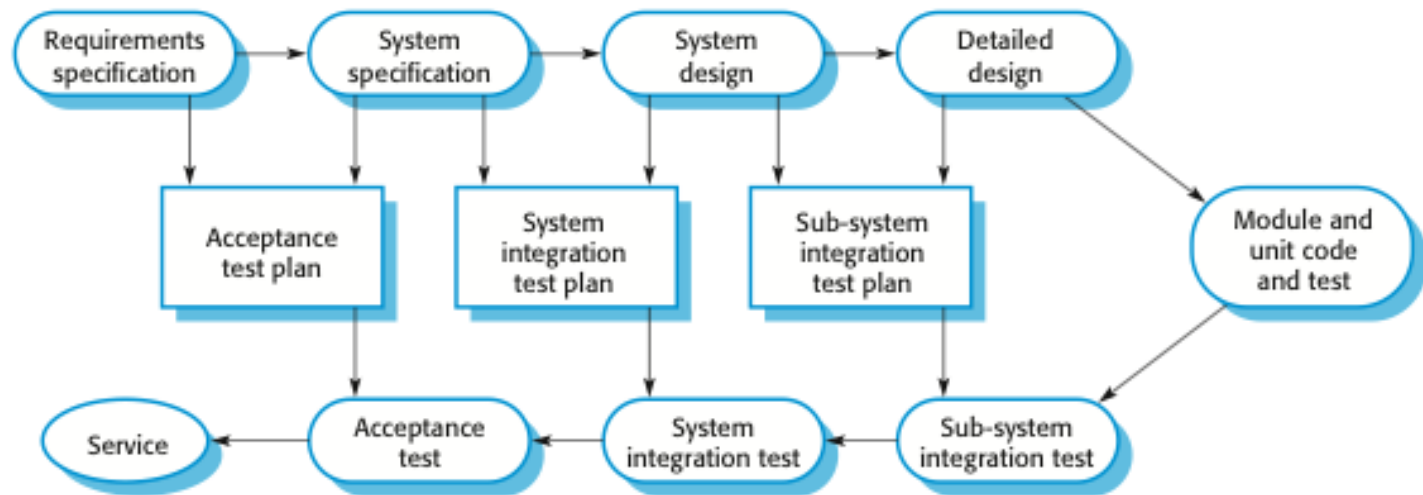 Requirements
specification
System
specification
System
design
Detailed
design
Acceptance
test plan
System
integration
test plan
Sub-system
integration
test plan
Module and
unit code
and test
Service
Acceptance
test
System
integration test
Sub-system
integration test